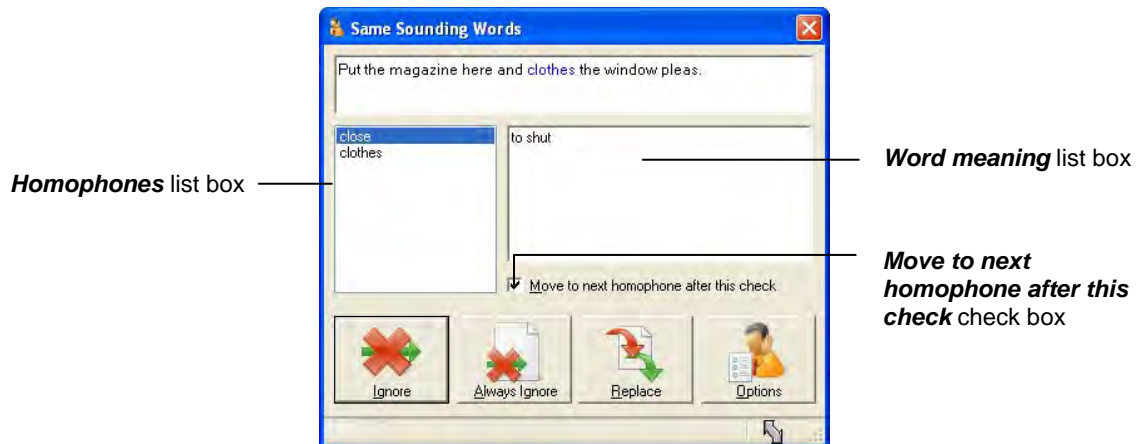 Same Sounding Words
Put the magazine here and clothes the window pleas.
close
clothes
to shut
Move to next homophone after this check
Ignore
Always Ignore
Replace
Options
Homophones list box
Word meaning list box
Move to next
homophone after this
check check box